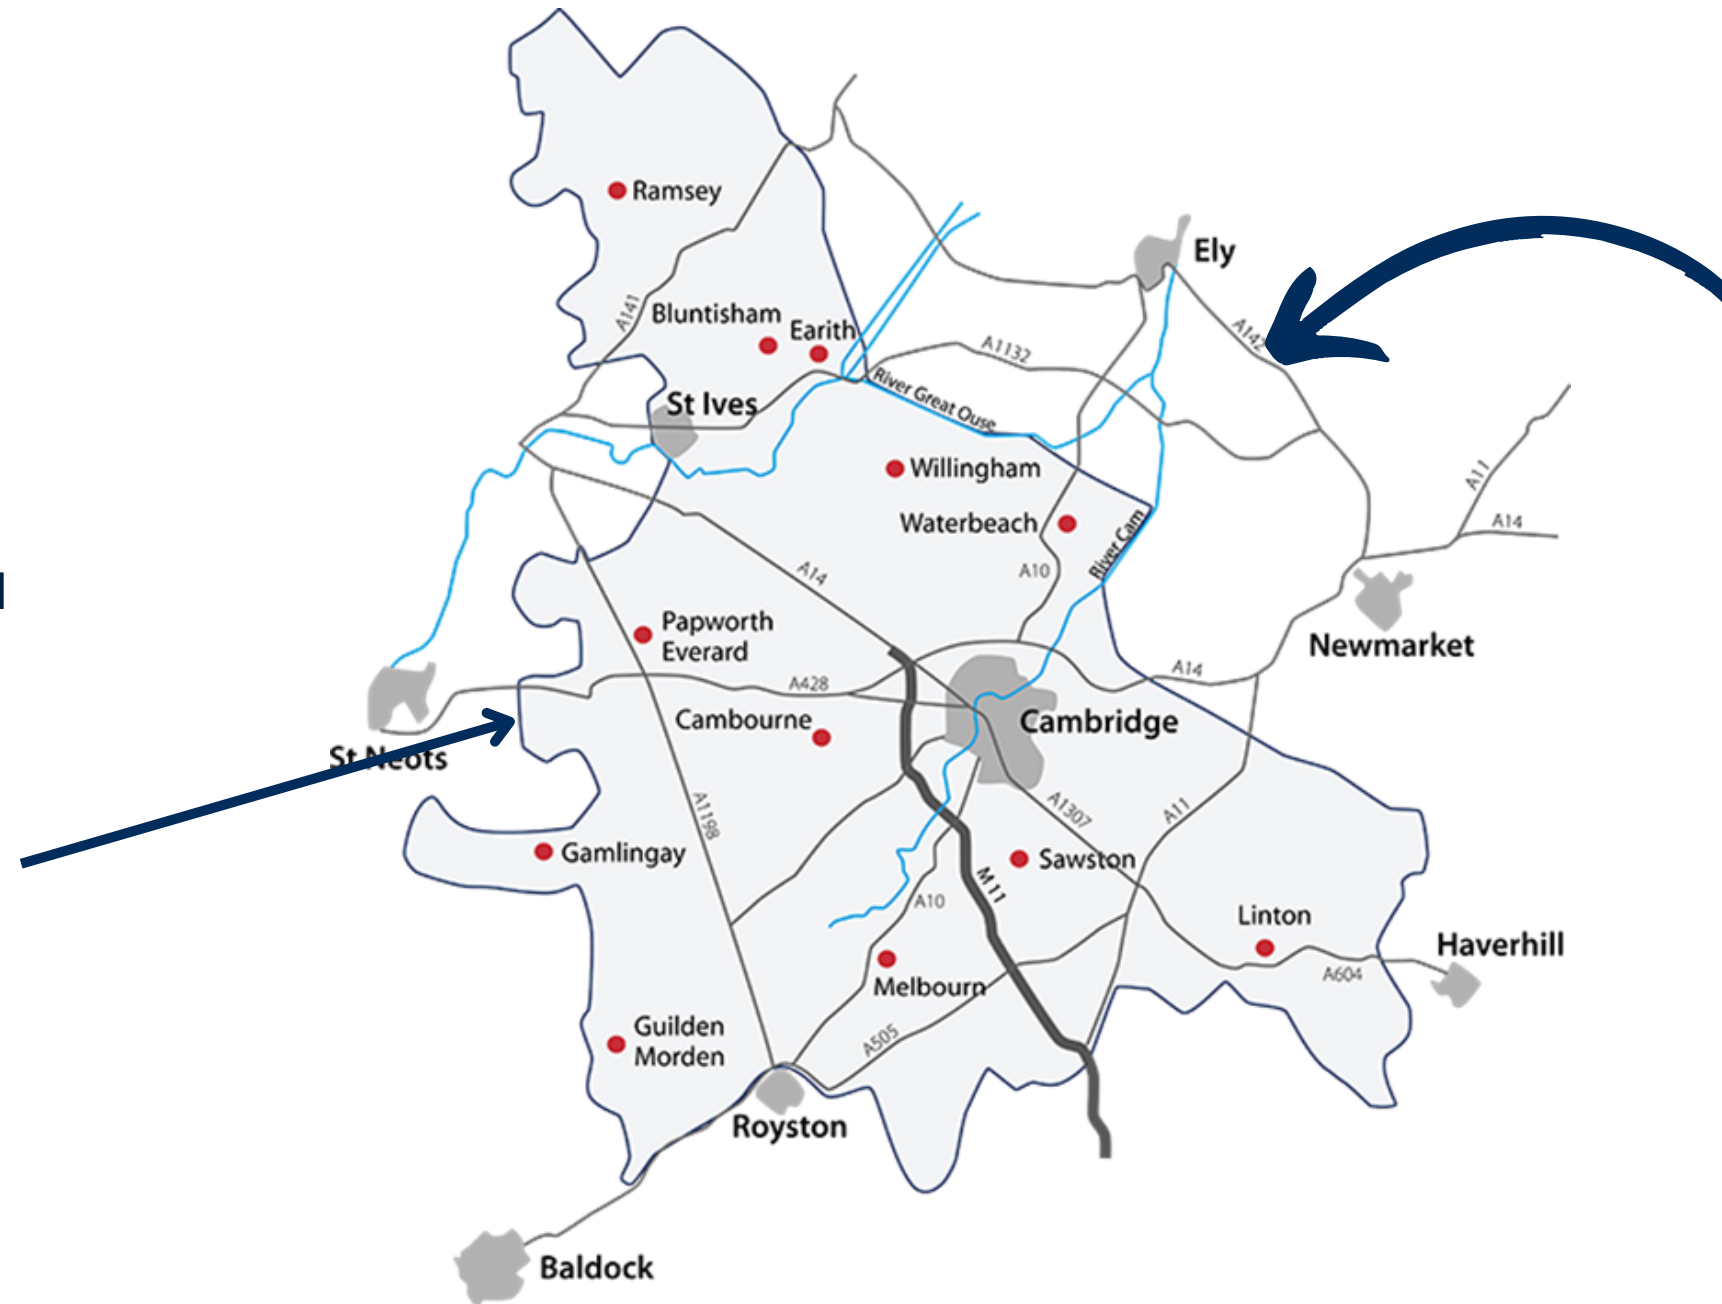 Ramsey
Ely
A141
Bluntisham
Earith
A142
A1132
River Great Ouse
St Ives
Willingham
A11
A14
Waterbeach
River Cam
A10
A14
Papworth
Everard
Newmarket
A14
A428
Cambourne
Cambridge
St Neots
A1198
A1307
A11
Gamlingay
Sawston
M11
A10
Linton
Haverhill
A604
Melbourn
Guilden
Morden
A505
Royston
Baldock